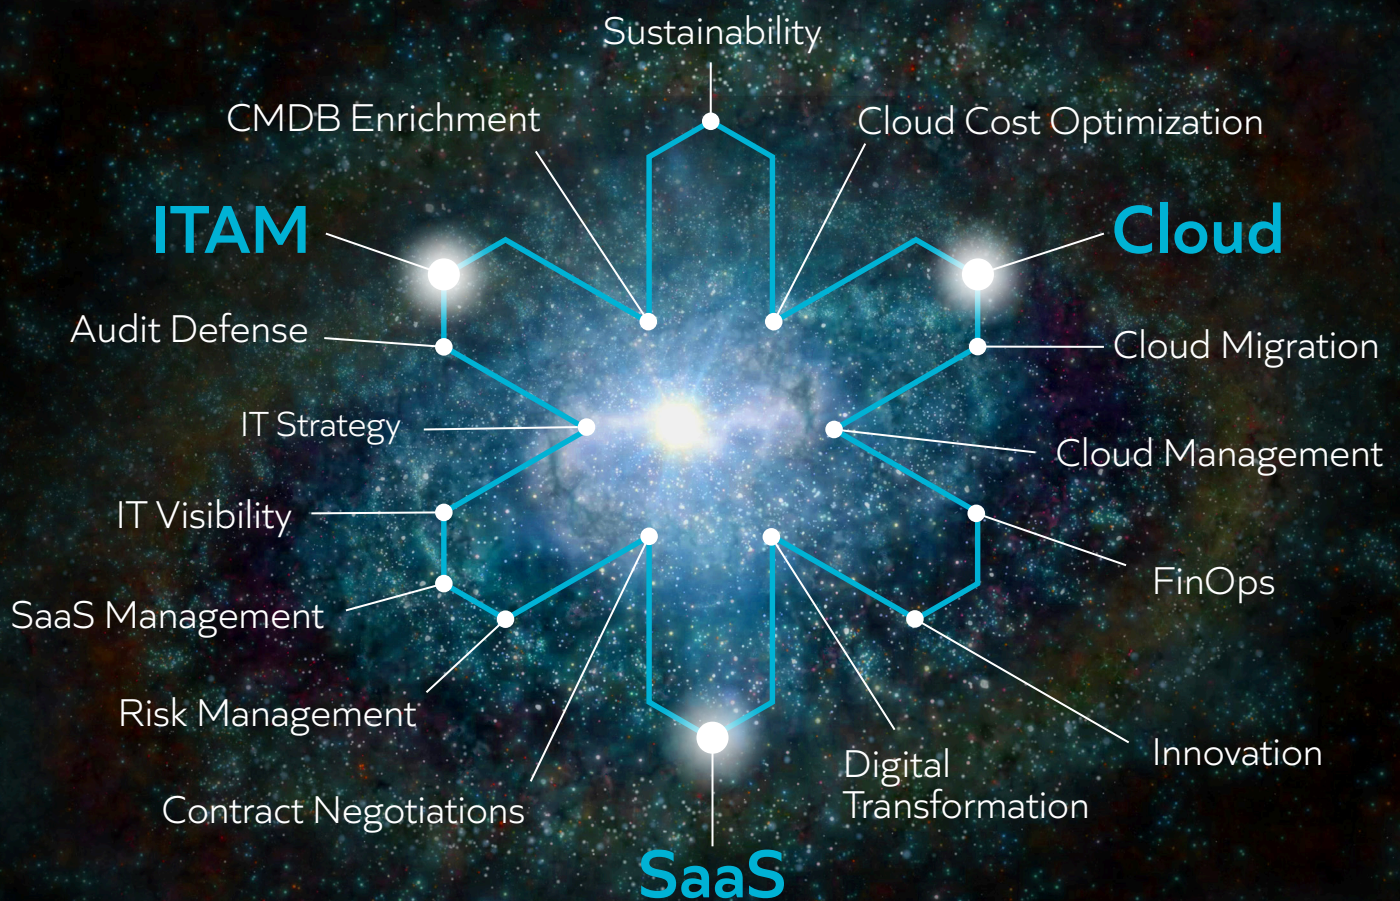 Sustainability
CMDB Enrichment
Cloud Cost Optimization
ITAM
Cloud
Audit Defense
Cloud Migration
IT Strategy
Cloud Management
IT Visibility
FinOps
SaaS Management
Risk Management
Innovation
Digital
Transformation
Contract Negotiations
SaaS